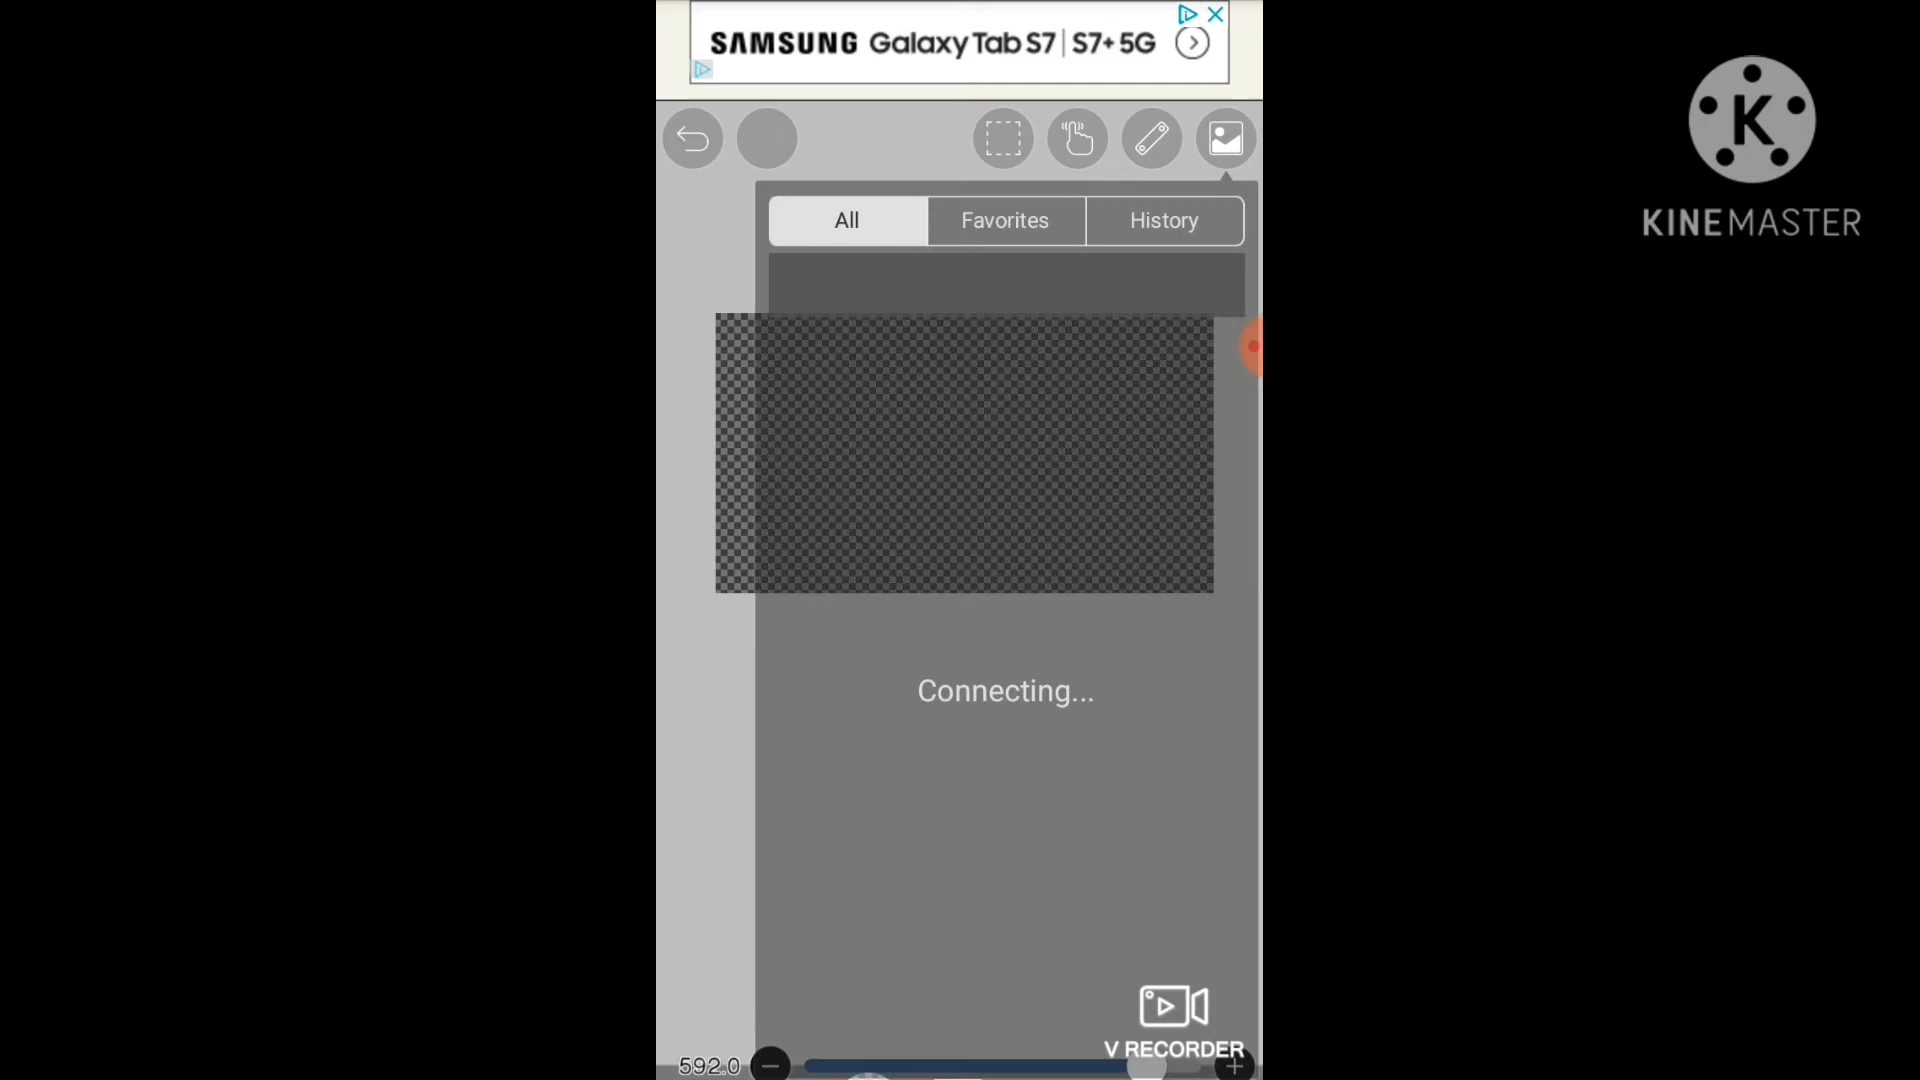 SAMSUNG Galaxy Tab S7 | S7+ 5G
K
KINEMASTER
All
Favorites
History
Connecting...
V RECORDER
592.0